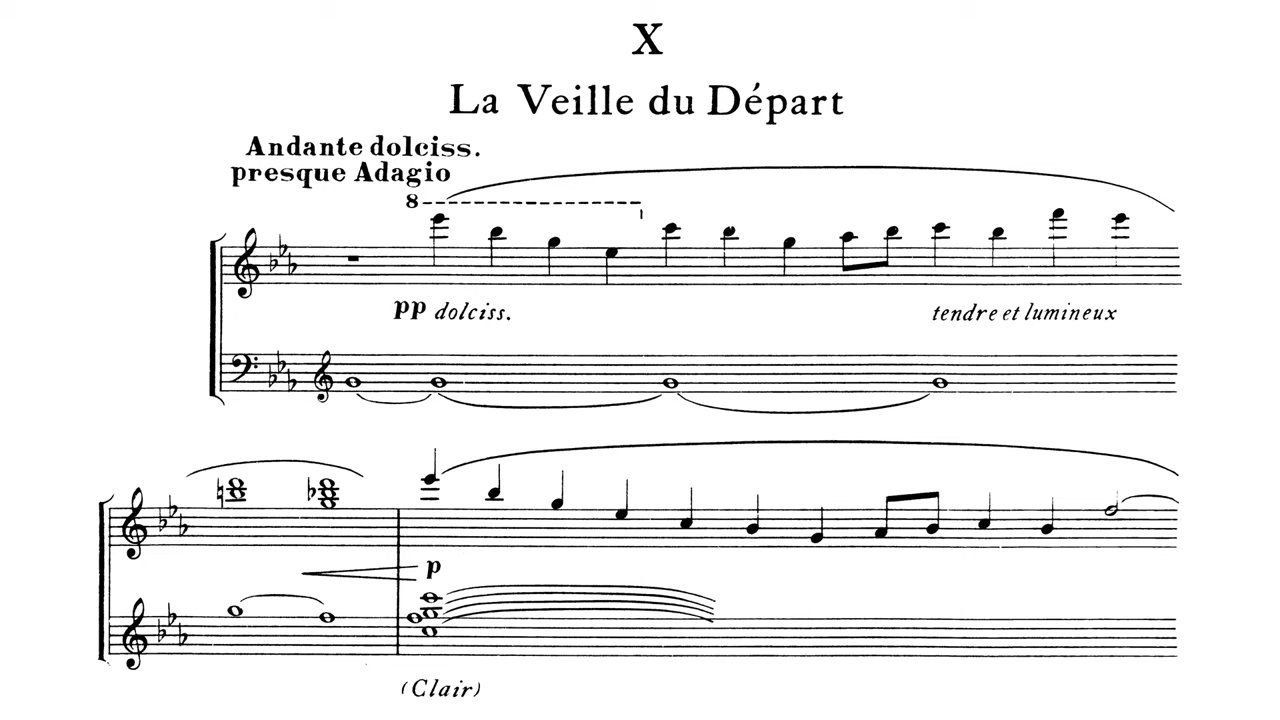 X
La Veille du Départ
Andante dolciss.
presque Adagio
8
pp dolciss.
tendre et lumineux
p
(Clair)